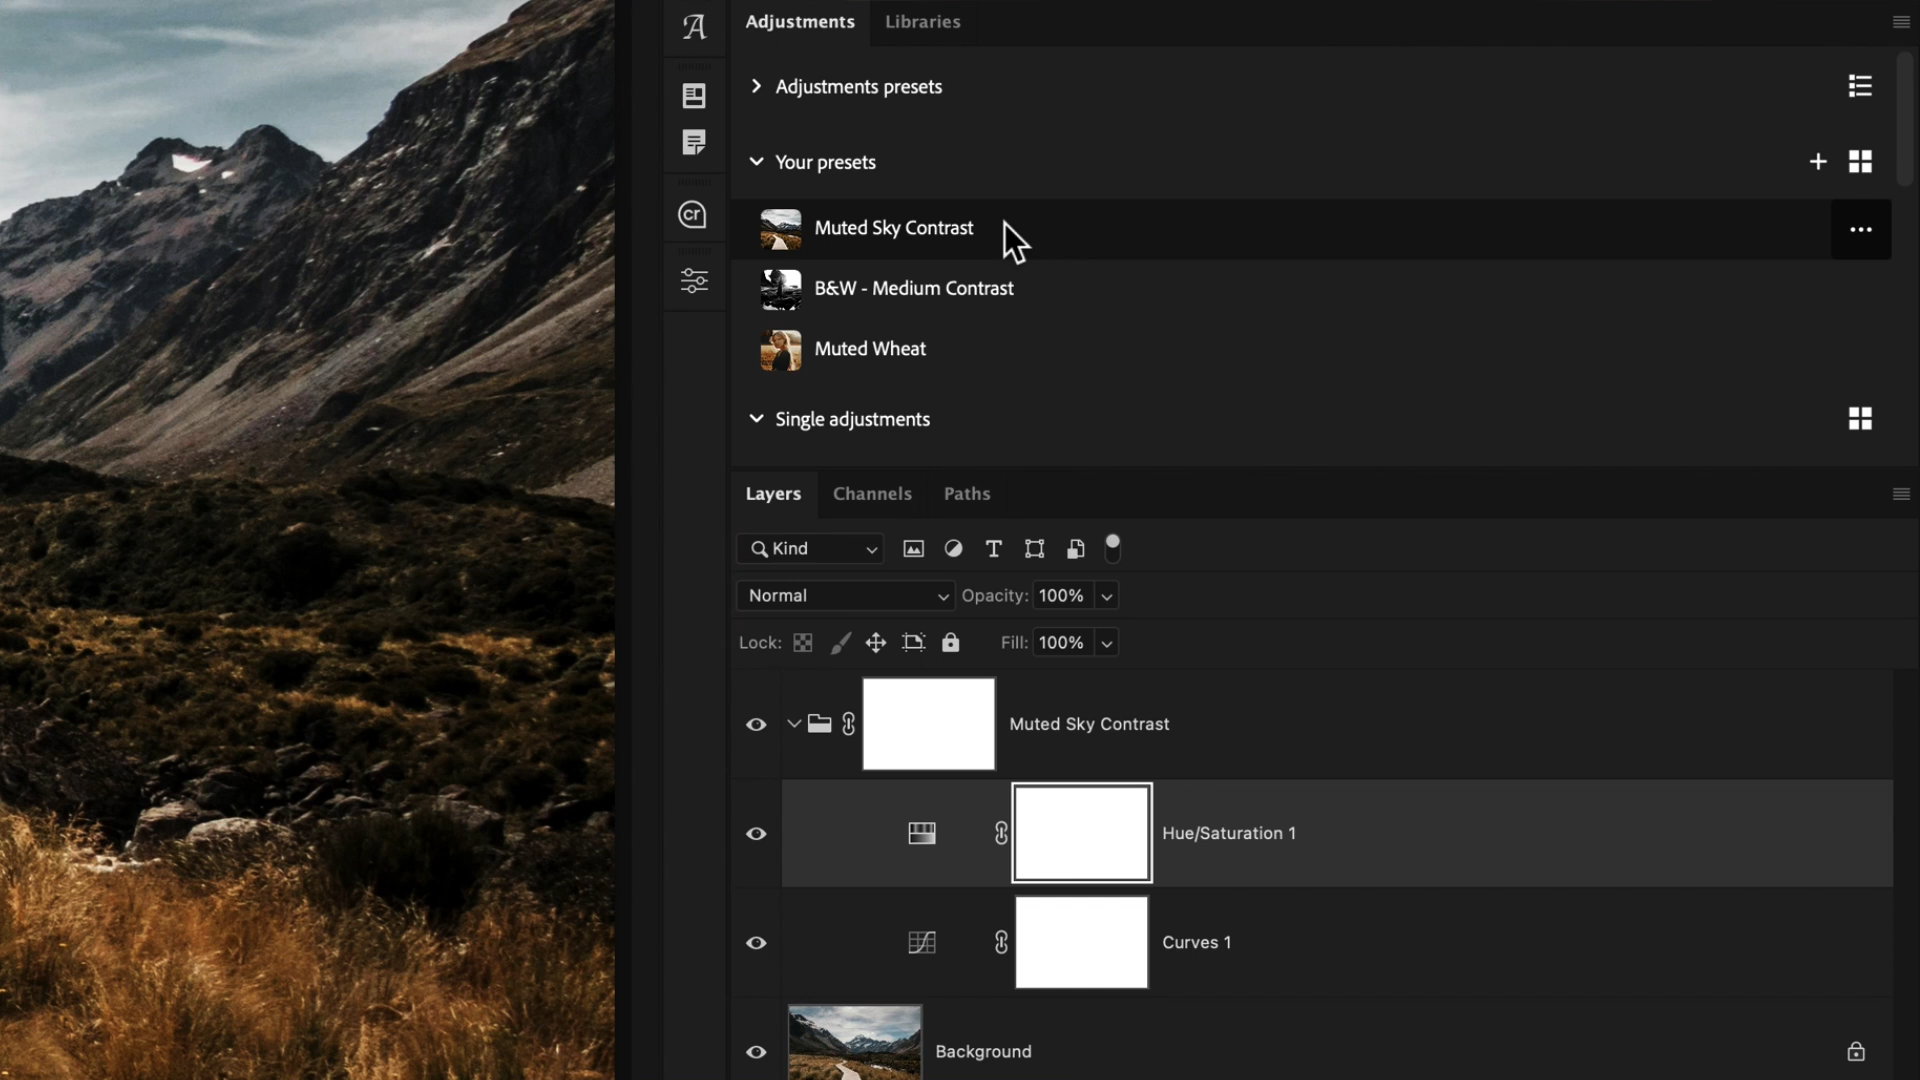 Adjustments
Libraries
Adjustments presets
Your presets
Muted Sky Contrast
B&W - Medium Contrast
Muted Wheat
Single adjustments
Layers
Channels
Paths
Kind
Normal
Opacity: 100%
Lock:
Fill: 100%
Muted Sky Contrast
Hue/Saturation 1
Curves 1
Background
A
cr
T